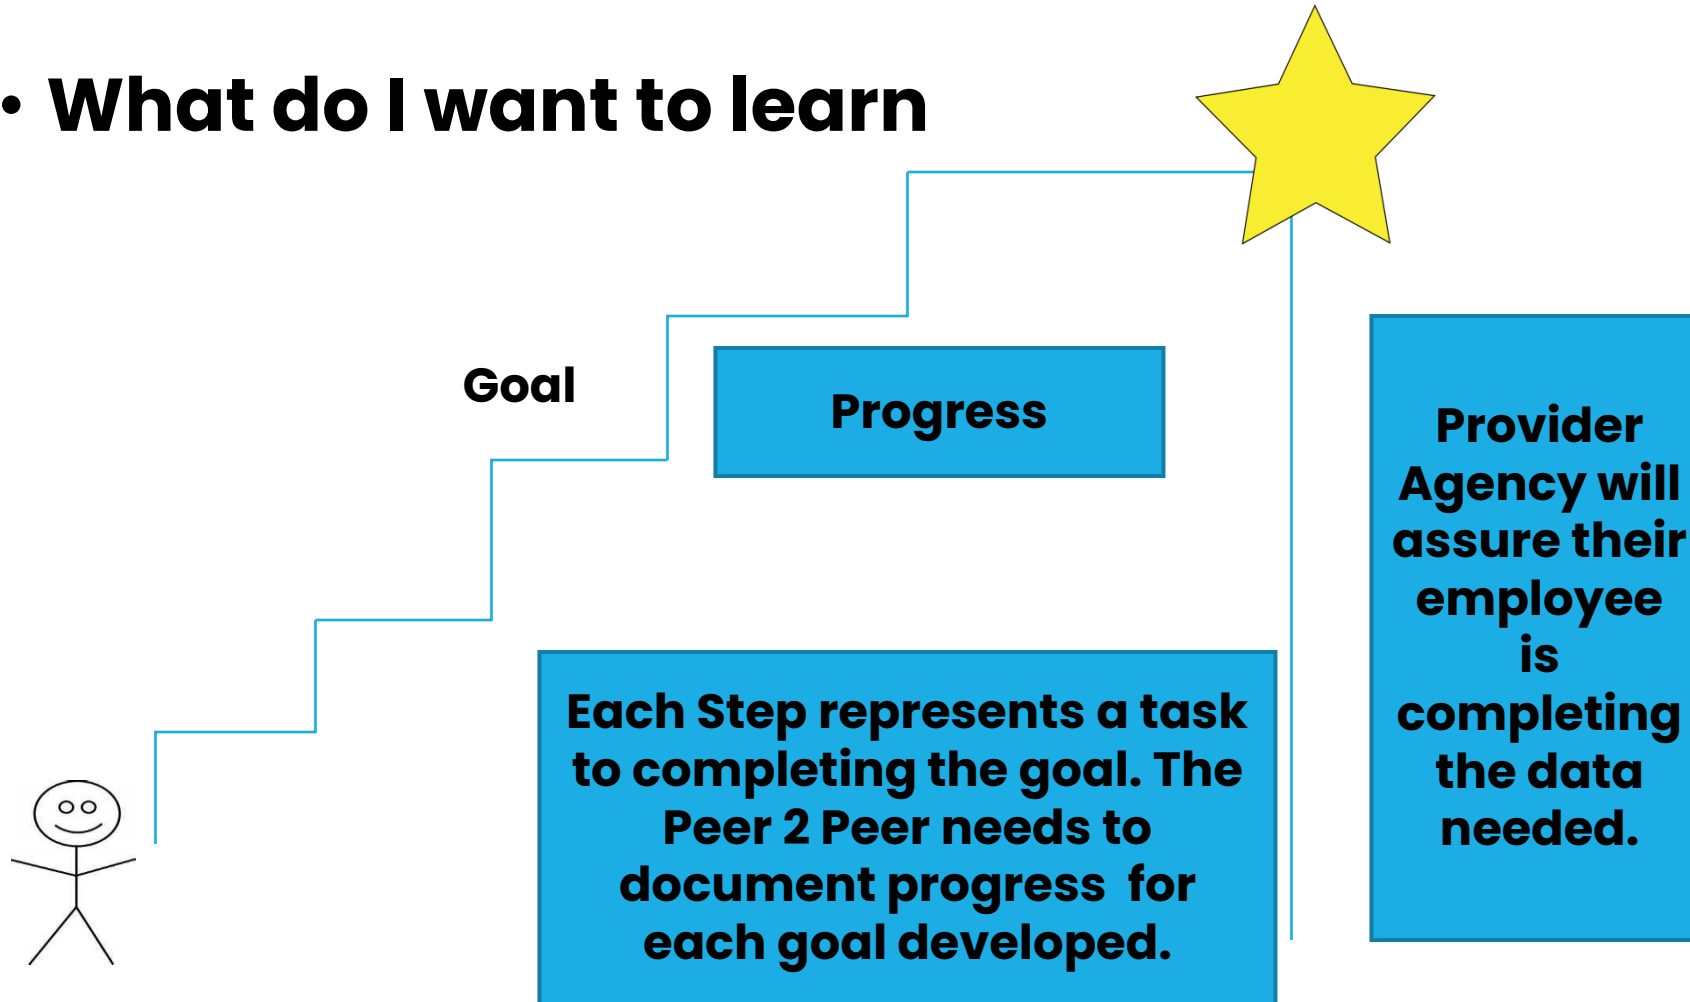 • What do I want to learn
Goal
Progress
Each Step represents a task
to completing the goal. The
Peer 2 Peer needs to
document progress for
each goal developed.
Provider
Agency will
assure their
employee
is
completing
the data
needed.